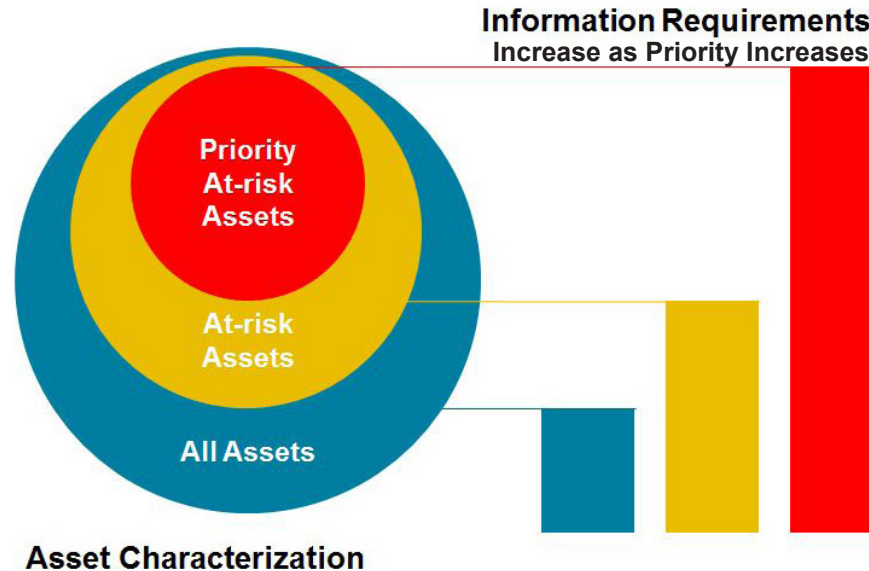 Information Requirements
Increase as Priority Increases
Priority
At-risk
Assets
At-risk
Assets
All Assets
Asset Characterization